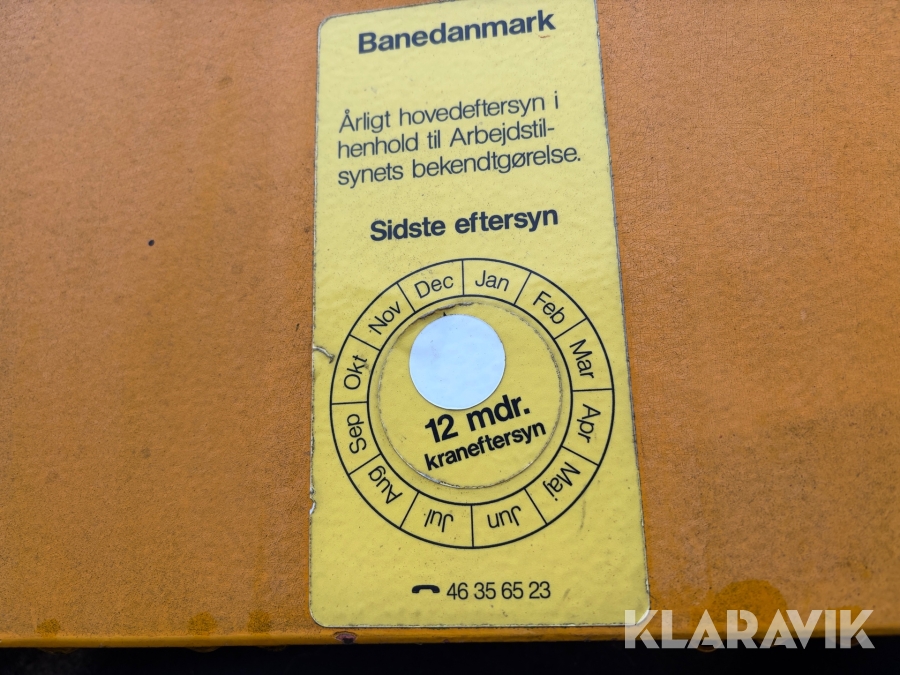 Banedanmark
Årligt hovedeftersyn i
henhold til Arbejdstil-
synets bekendtgørelse.
Sidste eftersyn
Jan
Feb
Mar
Apr
Maj
Jun
Jul
Aug
Sep
Okt
Nov
Dec
12 mdr.
kraneftersyn
46 35 65 23
KLARAVIK